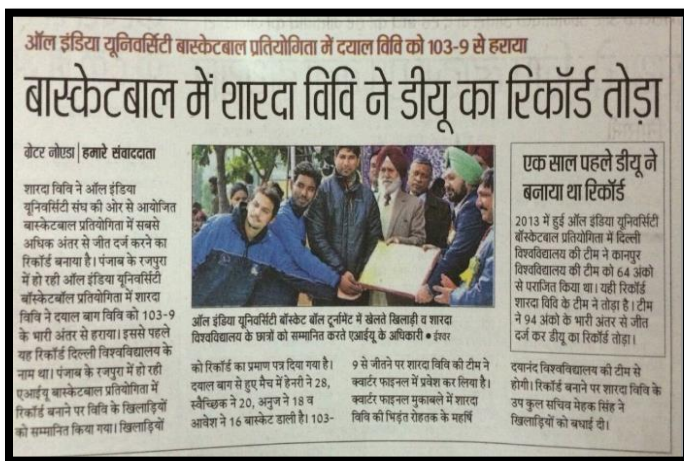 ऑल इंडिया यूनिवर्सिटी बास्केटबाल प्रतियोगिता में दयाल विवि को 103-9 से हराया
बास्केटबाल में शारदा विवि ने डीयू का रिकॉर्ड तोड़ा
ग्रेटर नोएडा | हमारे संवाददाता
शारदा विवि ने ऑल इंडिया
यूनिवर्सिटी संघ की ओर से आयोजित
बास्केटबाल प्रतियोगिता में सबसे
अधिक अंतर से जीत दर्ज करने का
रिकॉर्ड बनाया है। पंजाब के रजपुरा
में हो रही ऑल इंडिया यूनिवर्सिटी
बॉस्केटबॉल प्रतियोगिता में शारदा
विवि ने दयाल बाग विवि को 103-9
के भारी अंतर से हराया। इससे पहले
यह रिकॉर्ड दिल्ली विश्वविद्यालय के
नाम था। पंजाब के रजपुरा में हो रही
एआईयू बास्केटबाल प्रतियोगिता में
रिकॉर्ड बनाने पर विवि के खिलाड़ियों
को सम्मानित किया गया। खिलाड़ियों
ऑल इंडिया यूनिवर्सिटी बॉस्केट बॉल टूर्नामेंट में खेलते खिलाड़ी व शारदा
विश्वविद्यालय के छात्रों को सम्मानित करते एआईयू के अधिकारी ● ईश्वर
को रिकॉर्ड का प्रमाण पत्र दिया गया है।
दयाल बाग से हुए मैच में हेनरी ने 28,
स्वैच्छिक ने 20, अनुज ने 18 व
आवेश ने 16 बास्केट डाली है। 103-
9 से जीतने पर शारदा विवि की टीम ने
क्वार्टर फाइनल में प्रवेश कर लिया है।
क्वार्टर फाइनल मुकाबले में शारदा
विवि की भिड़ंत रोहतक के महर्षि
दयानंद विश्वविद्यालय की टीम से
होगी। रिकॉर्ड बनाने पर शारदा विवि के
उप कुल सचिव मेहक सिंह ने
खिलाड़ियों को बधाई दी।
एक साल पहले डीयू ने
बनाया था रिकॉर्ड
2013 में हुई ऑल इंडिया यूनिवर्सिटी
बॉस्केटबाल प्रतियोगिता में दिल्ली
विश्वविद्यालय की टीम ने कानपुर
विश्वविद्यालय की टीम को 64 अंको
से पराजित किया था। यही रिकॉर्ड
शारदा विवि के टीम ने तोड़ा है। टीम
ने 94 अंको के भारी अंतर से जीत
दर्ज कर डीयू का रिकॉर्ड तोड़ा।